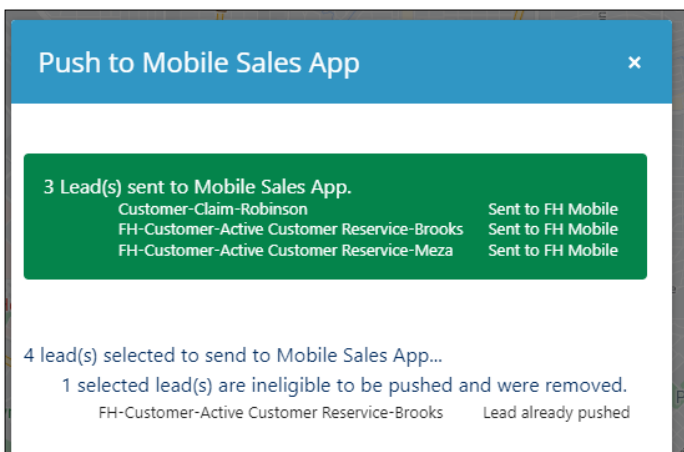 Push to Mobile Sales App ×
3 Lead(s) sent to Mobile Sales App.
Customer-Claim-Robinson Sent to FH Mobile
FH-Customer-Active Customer Reservice-Brooks Sent to FH Mobile
FH-Customer-Active Customer Reservice-Meza Sent to FH Mobile
4 lead(s) selected to send to Mobile Sales App...
1 selected lead(s) are ineligible to be pushed and were removed.
FH-Customer-Active Customer Reservice-Brooks Lead already pushed